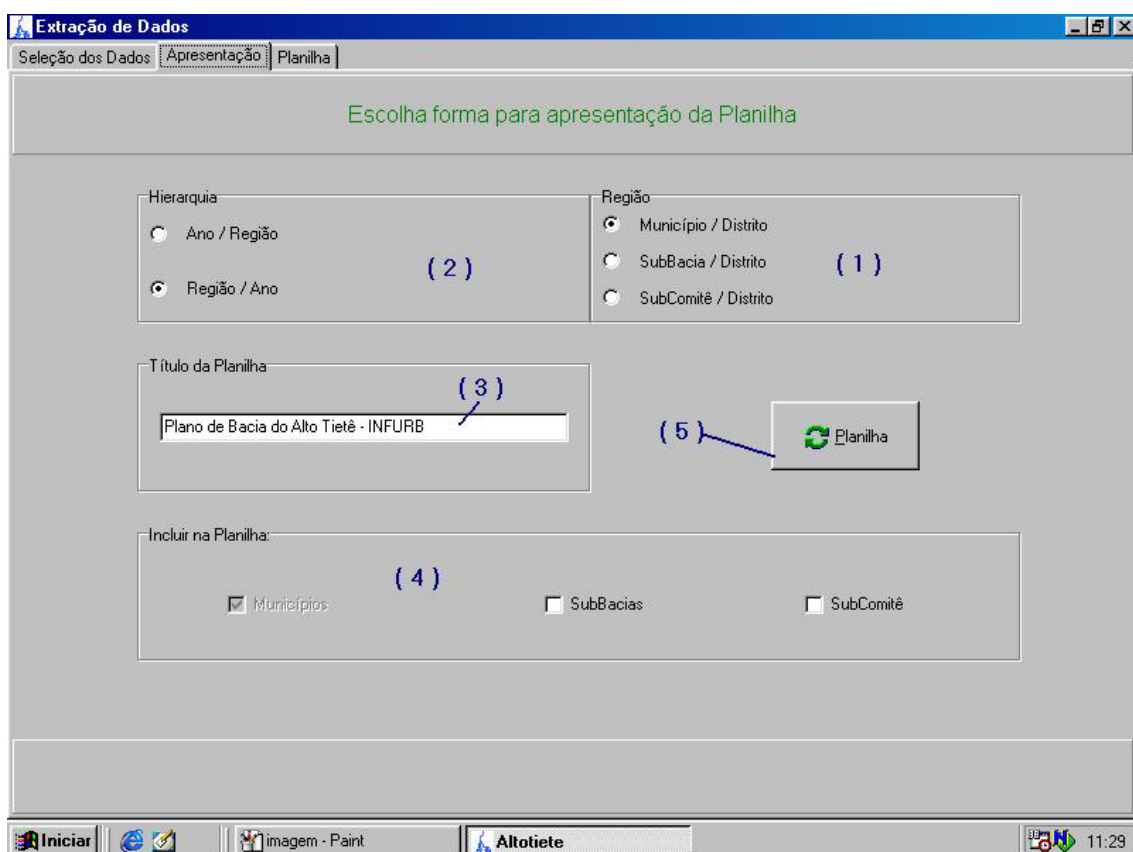 Extração de Dados
Seleção dos Dados Apresentação Planilha
Escolha forma para apresentação da Planilha
Hierarquia
Ano / Região
Região / Ano
( 2 )
Região
Município / Distrito
SubBacia / Distrito
SubComitê / Distrito
( 1 )
Título da Planilha
( 3 )
Plano de Bacia do Alto Tietê - INFURB
( 5 )
Planilha
Incluir na Planilha:
( 4 )
Municípios SubBacias SubComitê
Iniciar imagem - Paint Altotiete 11:29